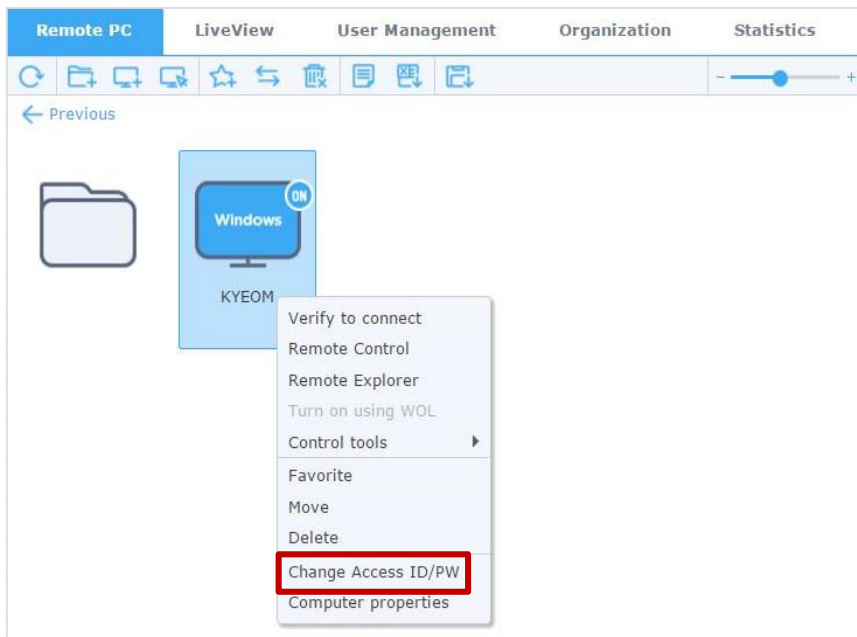 Remote PC LiveView User Management Organization Statistics
XE
- +
Previous
ON
Windows
KYEOM
Verify to connect
Remote Control
Remote Explorer
Turn on using WOL
Control tools
Favorite
Move
Delete
Change Access ID/PW
Computer properties